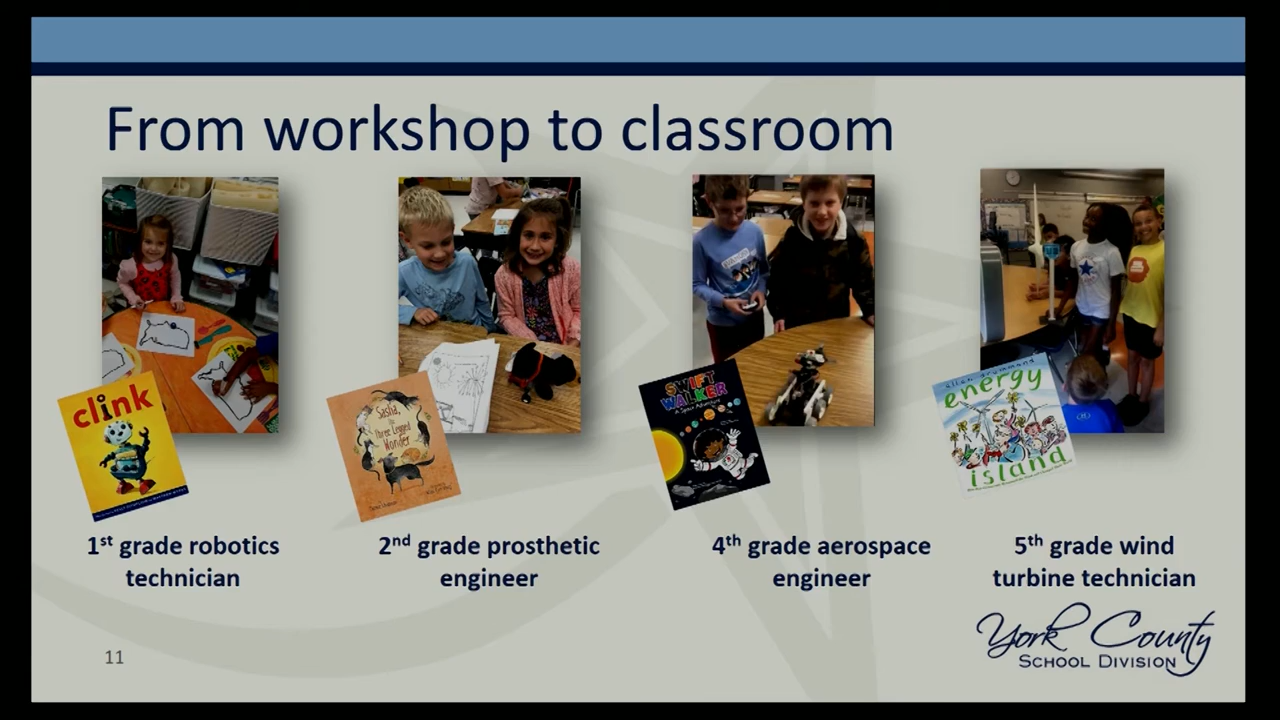 From workshop to classroom
clink
Sasha,
the
Three Legged
Wonder
SWIFT
WALKER
A Space Adventure
allan drummond
energy
island
1st grade robotics
technician
2nd grade prosthetic
engineer
4th grade aerospace
engineer
5th grade wind
turbine technician
11
York County
SCHOOL DIVISION